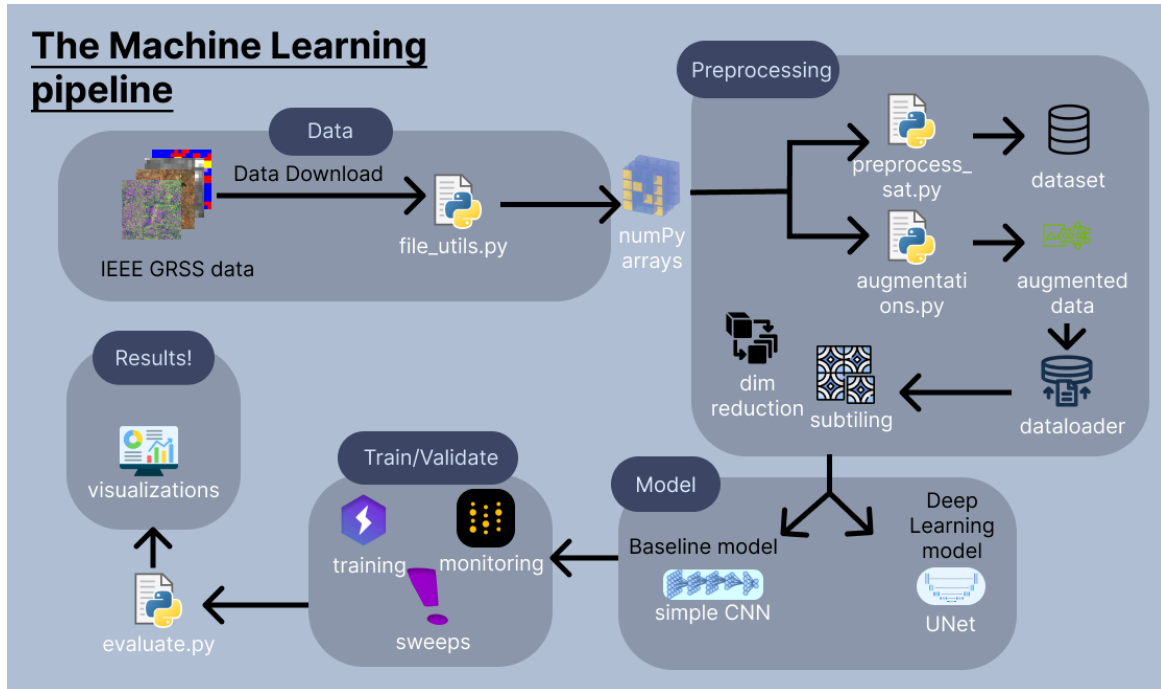 The Machine Learning
pipeline
Data
Data Download
IEEE GRSS data
file_utils.py
numPy
arrays
Preprocessing
preprocess_
sat.py
dataset
augmentati
ons.py
augmented
data
dim
reduction
subtiling
dataloader
Model
Baseline model
simple CNN
Deep
Learning
model
UNet
Train/Validate
training
monitoring
sweeps
evaluate.py
Results!
visualizations